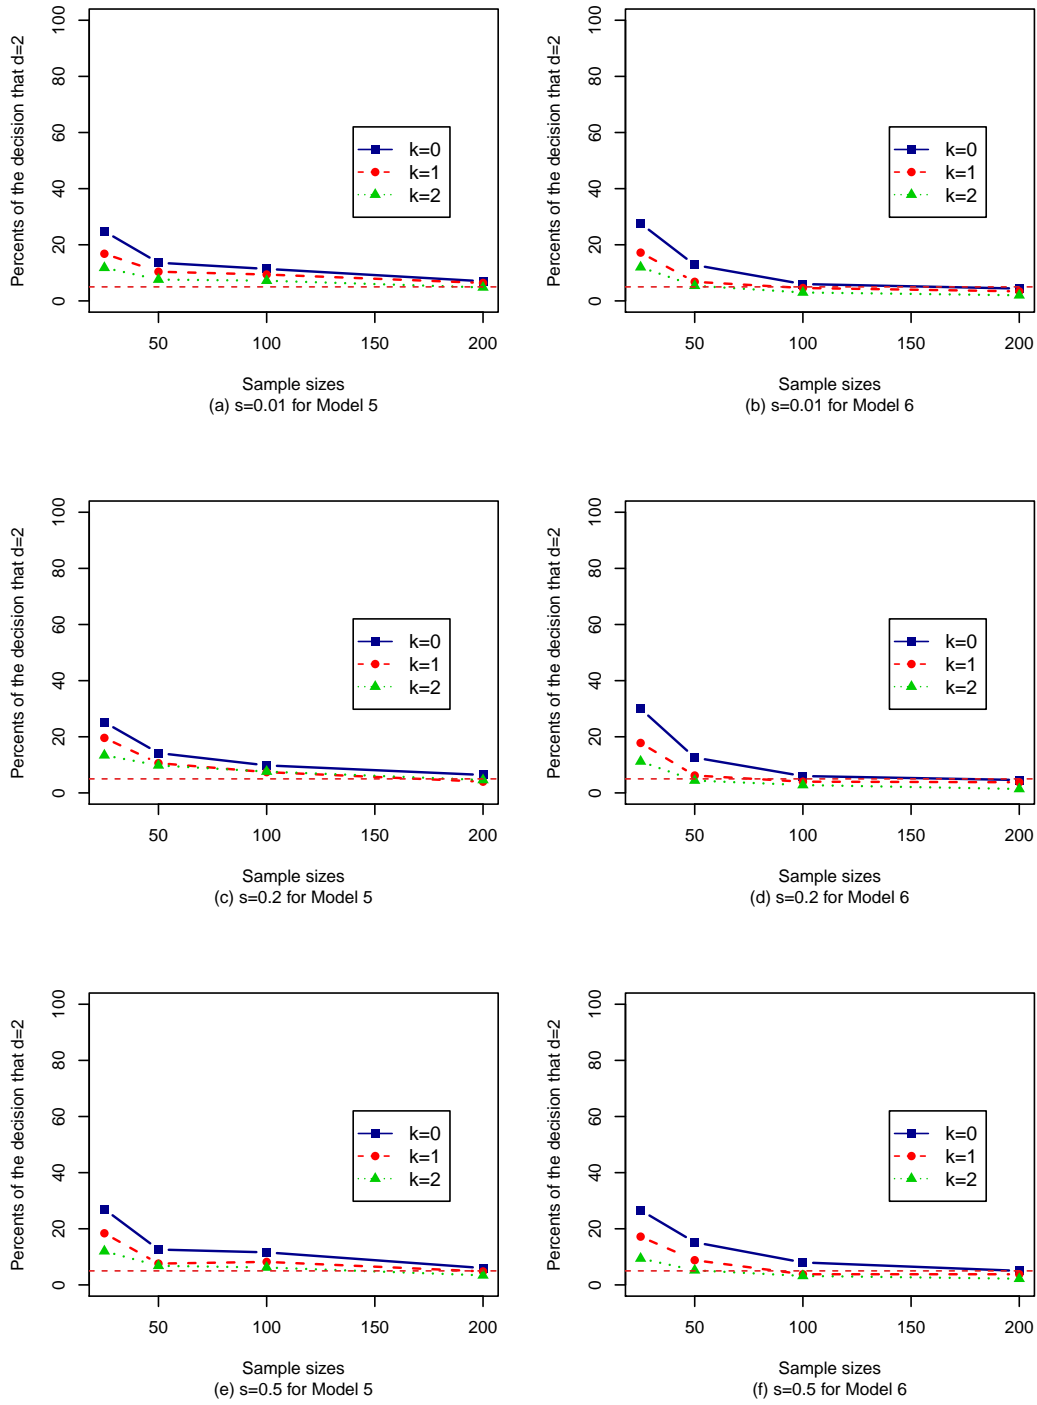 Percents of the decision that d=2
100
80
60
40
20
0
k=0
k=1
k=2
50 100 150 200
Sample sizes
(a) s=0.01 for Model 5
Percents of the decision that d=2
100
80
60
40
20
0
k=0
k=1
k=2
50 100 150 200
Sample sizes
(b) s=0.01 for Model 6
Percents of the decision that d=2
100
80
60
40
20
0
k=0
k=1
k=2
50 100 150 200
Sample sizes
(c) s=0.2 for Model 5
Percents of the decision that d=2
100
80
60
40
20
0
k=0
k=1
k=2
50 100 150 200
Sample sizes
(d) s=0.2 for Model 6
Percents of the decision that d=2
100
80
60
40
20
0
k=0
k=1
k=2
50 100 150 200
Sample sizes
(e) s=0.5 for Model 5
Percents of the decision that d=2
100
80
60
40
20
0
k=0
k=1
k=2
50 100 150 200
Sample sizes
(f) s=0.5 for Model 6